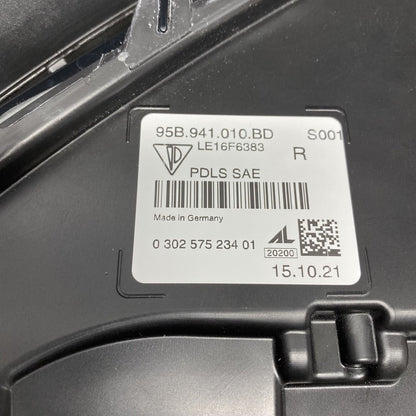 95B.941.010.BD S001
LE16F6383
R
PDLS SAE
Made in Germany
0 302 575 234 01
AL
20200
15.10.21